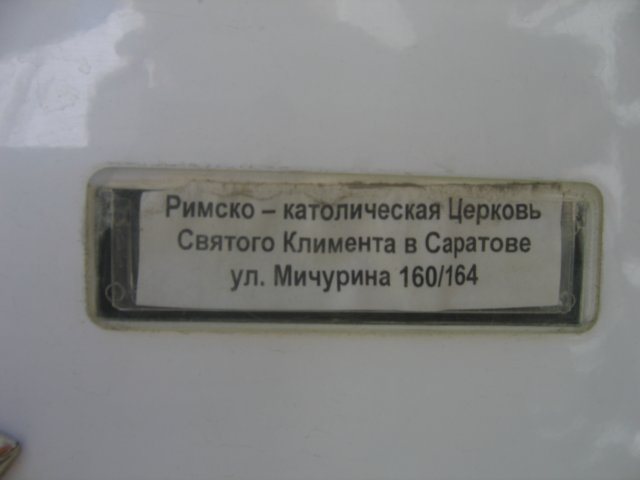 Римско – католическая Церковь
Святого Климента в Саратове
ул. Мичурина 160/164